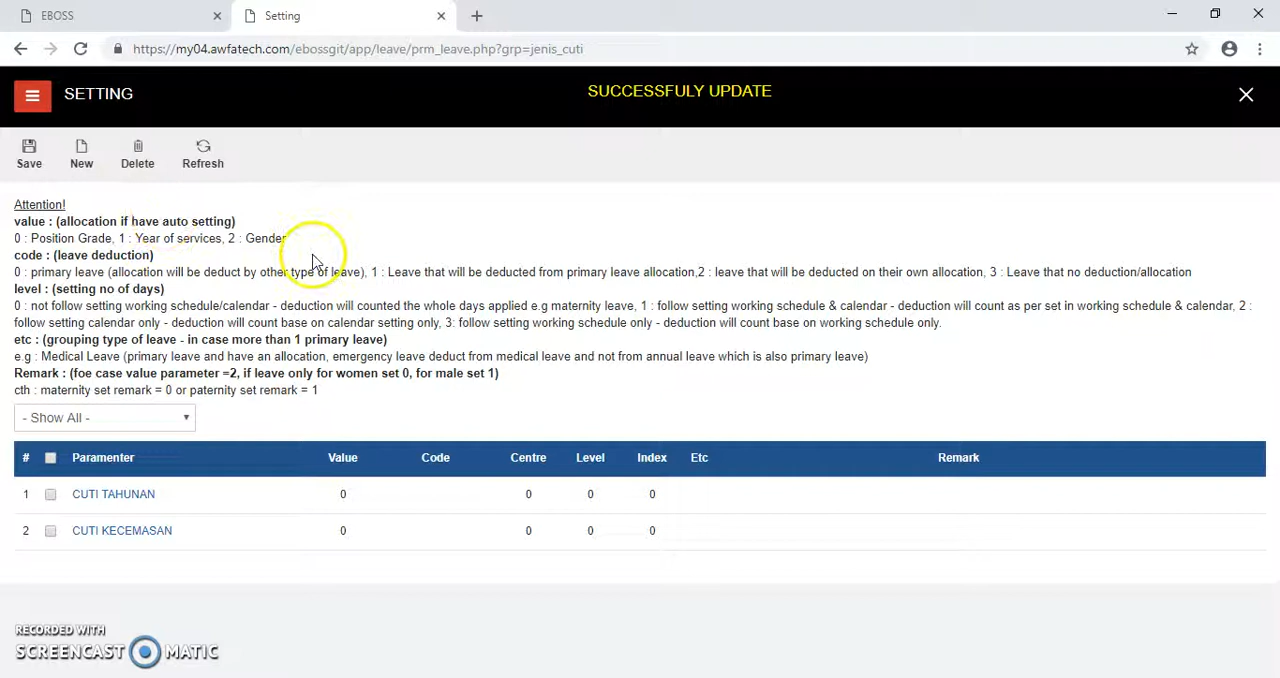 EBOSS
Setting
https://my04.awfatech.com/ebossgit/app/leave/prm_leave.php?grp=jenis_cuti
SETTING
SUCCESSFULY UPDATE
Save New Delete Refresh
Attention!
value : (allocation if have auto setting)
0 : Position Grade, 1 : Year of services, 2 : Gender
code : (leave deduction)
0 : primary leave (allocation will be deduct by other type of leave), 1 : Leave that will be deducted from primary leave allocation,2 : leave that will be deducted on their own allocation, 3 : Leave that no deduction/allocation
level : (setting no of days)
0 : not follow setting working schedule/calendar - deduction will counted the whole days applied e.g maternity leave, 1 : follow setting working schedule & calendar - deduction will count as per set in working schedule & calendar, 2 :
follow setting calendar only - deduction will count base on calendar setting only, 3: follow setting working schedule only - deduction will count base on working schedule only.
etc : (grouping type of leave - in case more than 1 primary leave)
e.g : Medical Leave (primary leave and have an allocation, emergency leave deduct from medical leave and not from annual leave which is also primary leave)
Remark : (foe case value parameter =2, if leave only for women set 0, for male set 1)
cth : maternity set remark = 0 or paternity set remark = 1
- Show All -
# Paramenter Value Code Centre Level Index Etc Remark
1 CUTI TAHUNAN 0 0 0 0
2 CUTI KECEMASAN 0 0 0 0
RECORDED WITH
SCREENCAST MATIC